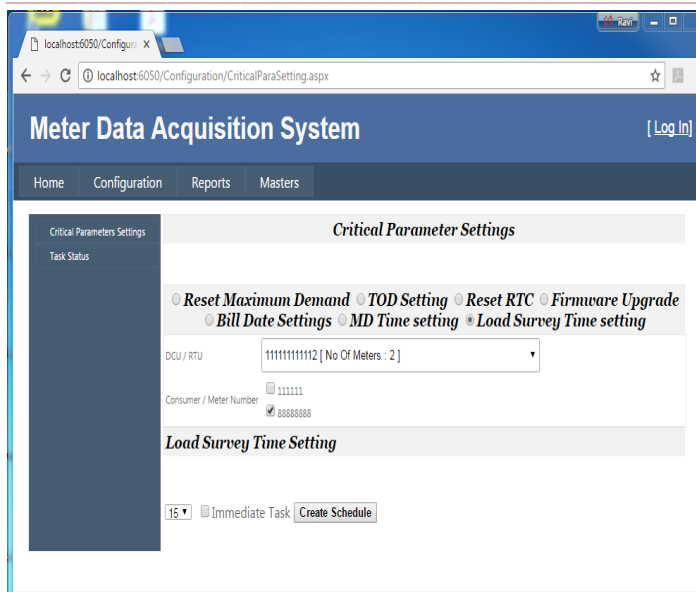 Ravi
localhost:6050/Configura
localhost:6050/Configuration/CriticalParaSetting.aspx
Meter Data Acquisition System
[ Log In]
Home Configuration Reports Masters
Critical Parameters Settings
Task Status
Critical Parameter Settings
Reset Maximum Demand TOD Setting Reset RTC Firmware Upgrade
Bill Date Settings MD Time setting Load Survey Time setting
DCU / RTU
111111111112 [ No Of Meters : 2 ]
Consumer / Meter Number
111111
88888888
Load Survey Time Setting
15 Immediate Task Create Schedule